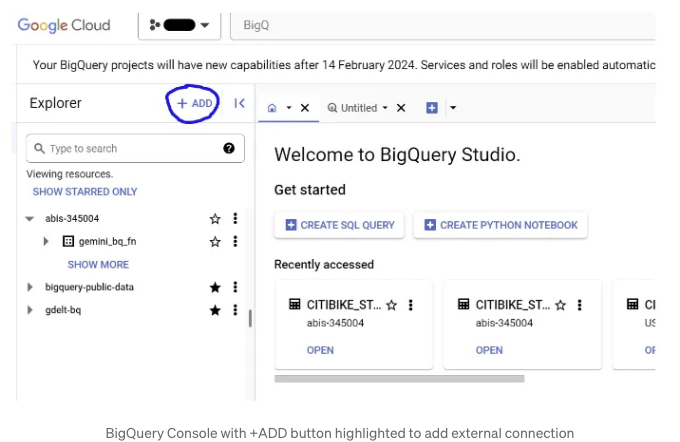 Google Cloud
BigQ
Your BigQuery projects will have new capabilities after 14 February 2024. Services and roles will be enabled automatic
Explorer
+ ADD
Untitled
Type to search
?
Viewing resources.
SHOW STARRED ONLY
abis-345004
gemini_bq_fn
SHOW MORE
bigquery-public-data
gdelt-bq
Welcome to BigQuery Studio.
Get started
CREATE SQL QUERY
CREATE PYTHON NOTEBOOK
Recently accessed
CITIBIKE_ST...
abis-345004
OPEN
CITIBIKE_ST...
abis-345004
OPEN
CI
US
OF
BigQuery Console with +ADD button highlighted to add external connection